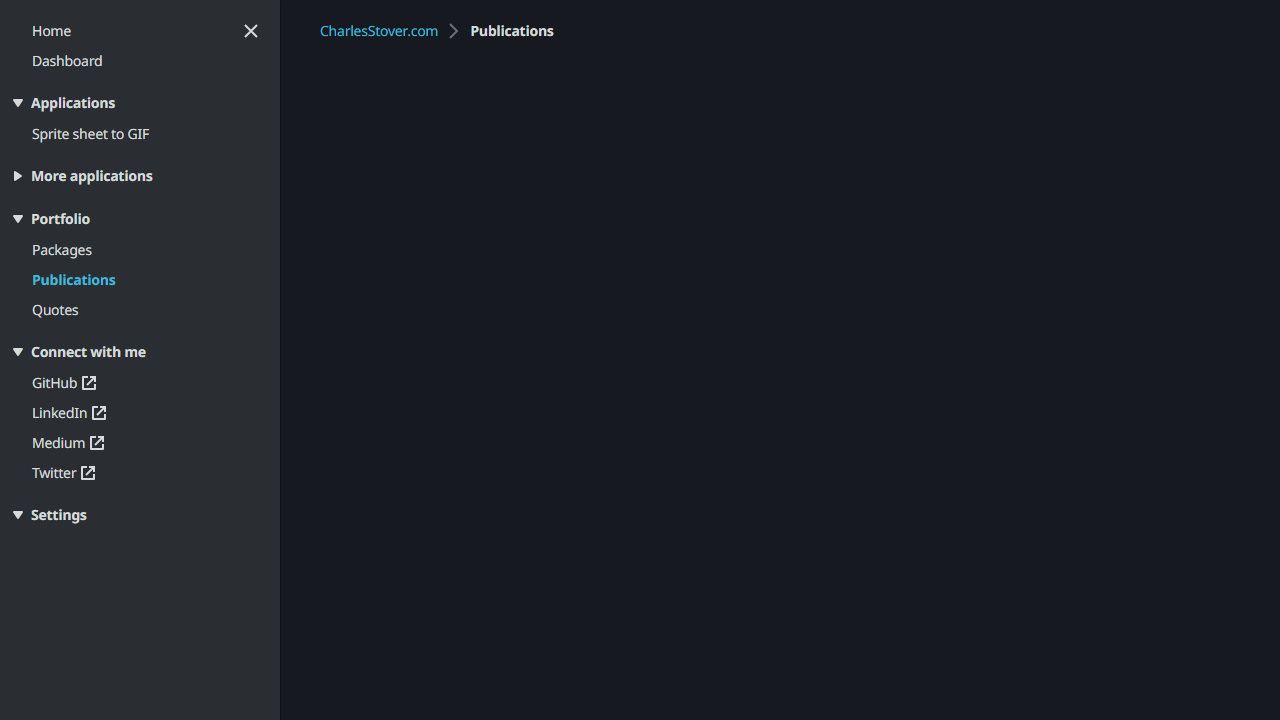 Home
Dashboard
Applications
Sprite sheet to GIF
More applications
Portfolio
Packages
Publications
Quotes
Connect with me
GitHub
LinkedIn
Medium
Twitter
Settings
CharlesStover.com Publications